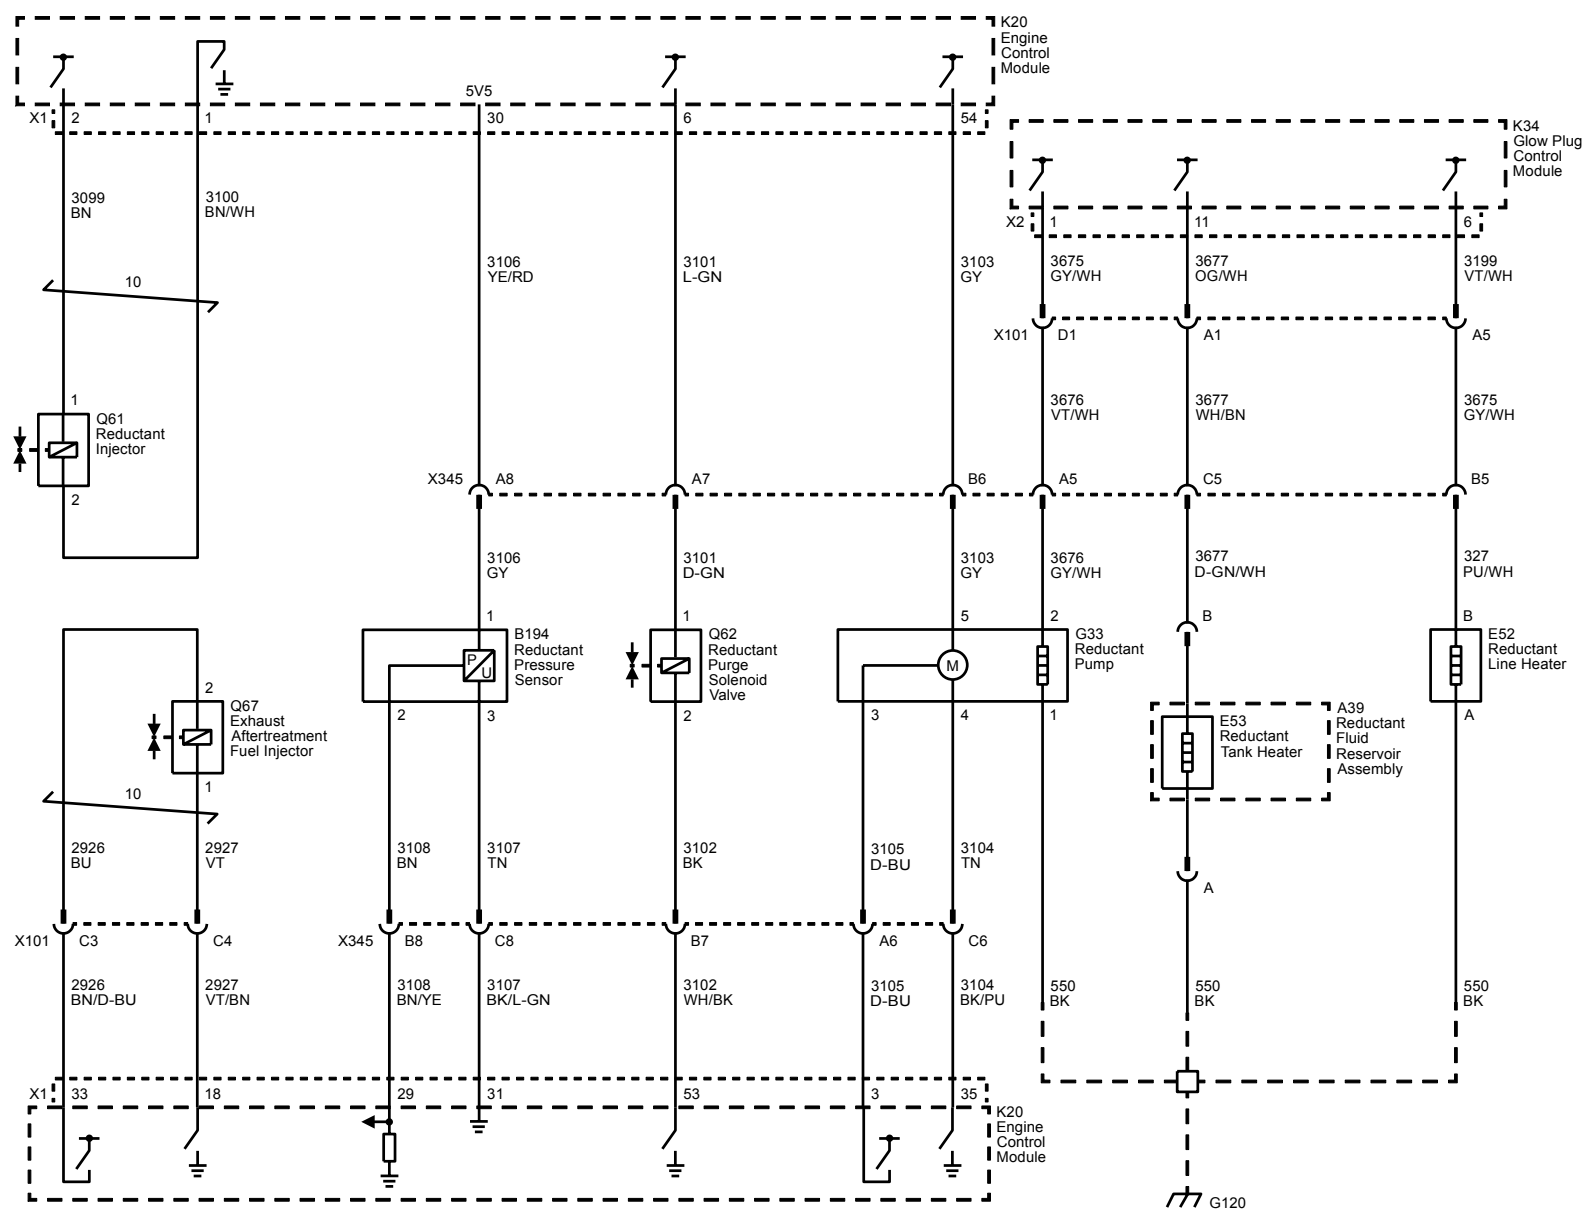 K20
Engine
Control
Module
5V5
X1 2 1 30 6 54
K34
Glow Plug
Control
Module
X2 1 11 6
3099
BN
3100
BN/WH
3106
YE/RD
3101
L-GN
3103
GY
3675
GY/WH
3677
OG/WH
3199
VT/WH
10
X101 D1 A1 A5
1
Q61
Reductant
Injector
2
3676
VT/WH
3677
WH/BN
3675
GY/WH
X345 A8 A7 B6 A5 C5 B5
3106
GY
3101
D-GN
3103
GY
3676
GY/WH
3677
D-GN/WH
327
PU/WH
1 1 5 2 B B
B194
Reductant
Pressure
Sensor
P
U
Q62
Reductant
Purge
Solenoid
Valve
M
G33
Reductant
Pump
E52
Reductant
Line Heater
2
Q67
Exhaust
Aftertreatment
Fuel Injector
1
2 3 2 3 4 1 A
E53
Reductant
Tank Heater
A39
Reductant
Fluid
Reservoir
Assembly
10
2926
BU
2927
VT
3108
BN
3107
TN
3102
BK
3105
D-BU
3104
TN
A
X101 C3 C4 X345 B8 C8 B7 A6 C6
2926
BN/D-BU
2927
VT/BN
3108
BN/YE
3107
BK/L-GN
3102
WH/BK
3105
D-BU
3104
BK/PU
550
BK
550
BK
550
BK
X1 33 18 29 31 53 3 35
K20
Engine
Control
Module
G120